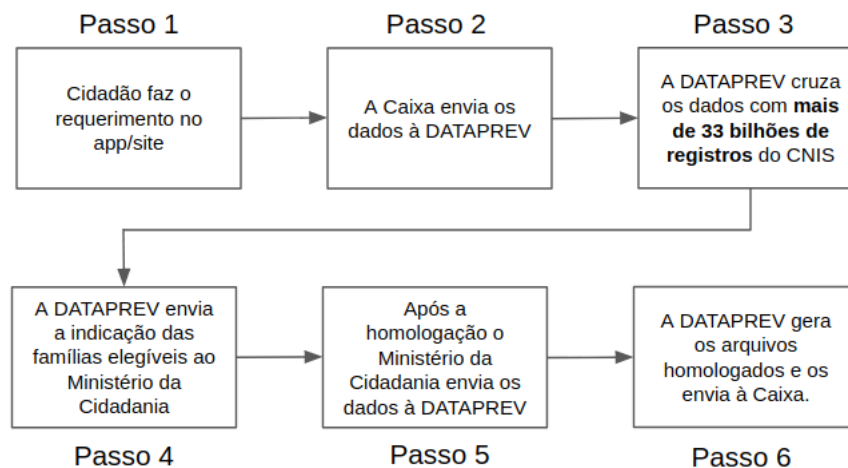 Passo 1
Cidadão faz o
requerimento no
app/site
Passo 2
A Caixa envia os
dados à DATAPREV
Passo 3
A DATAPREV cruza
os dados com mais
de 33 bilhões de
registros do CNIS
A DATAPREV envia
a indicação das
famílias elegíveis ao
Ministério da
Cidadania
Passo 4
Após a
homologação o
Ministério da
Cidadania envia os
dados à DATAPREV
Passo 5
A DATAPREV gera
os arquivos
homologados e os
envia à Caixa.
Passo 6